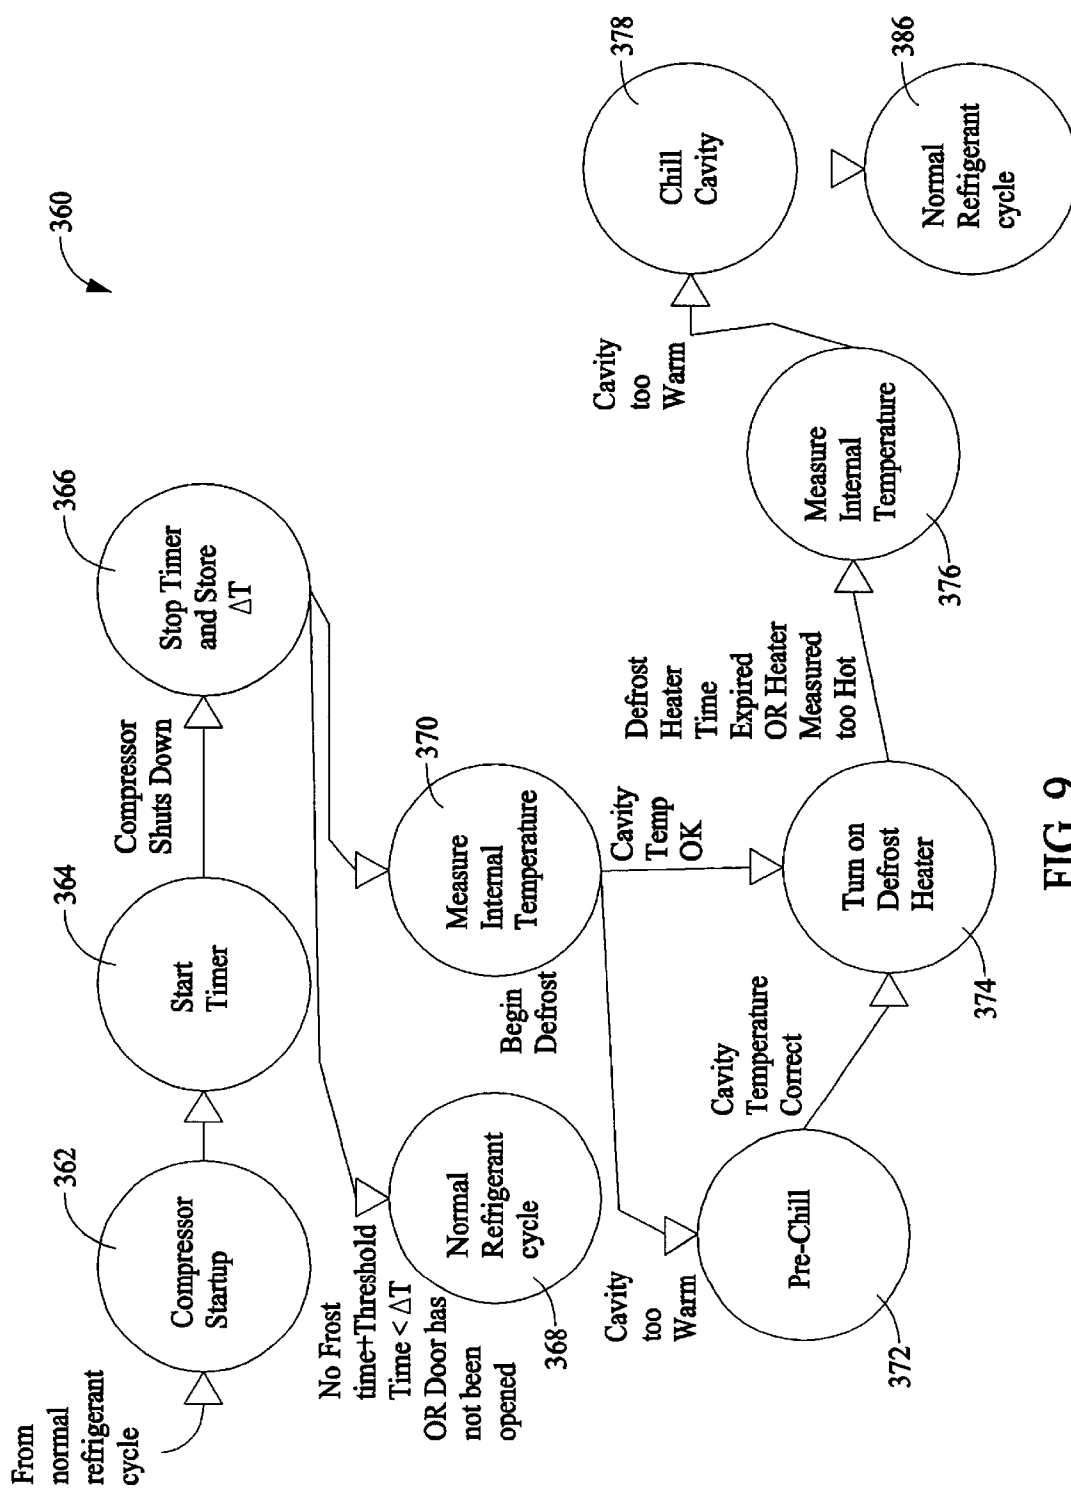 360
From
normal
refrigerant
cycle
362
Compressor
Startup
364
Start
Timer
Compressor
Shuts Down
366
Stop Timer
and Store
ΔT
No Frost
time+Threshold
Time < ΔT
OR Door has
not been
opened
Normal
Refrigerant
cycle
368
Begin
Defrost
370
Measure
Internal
Temperature
Cavity
too
Warm
Cavity
Temp
OK
Pre-Chill
372
Cavity
Temperature
Correct
Turn on
Defrost
Heater
374
Defrost
Heater
Time
Expired
OR Heater
Measured
too Hot
Measure
Internal
Temperature
376
Cavity
too
Warm
378
Chill
Cavity
386
Normal
Refrigerant
cycle
FIG. 9